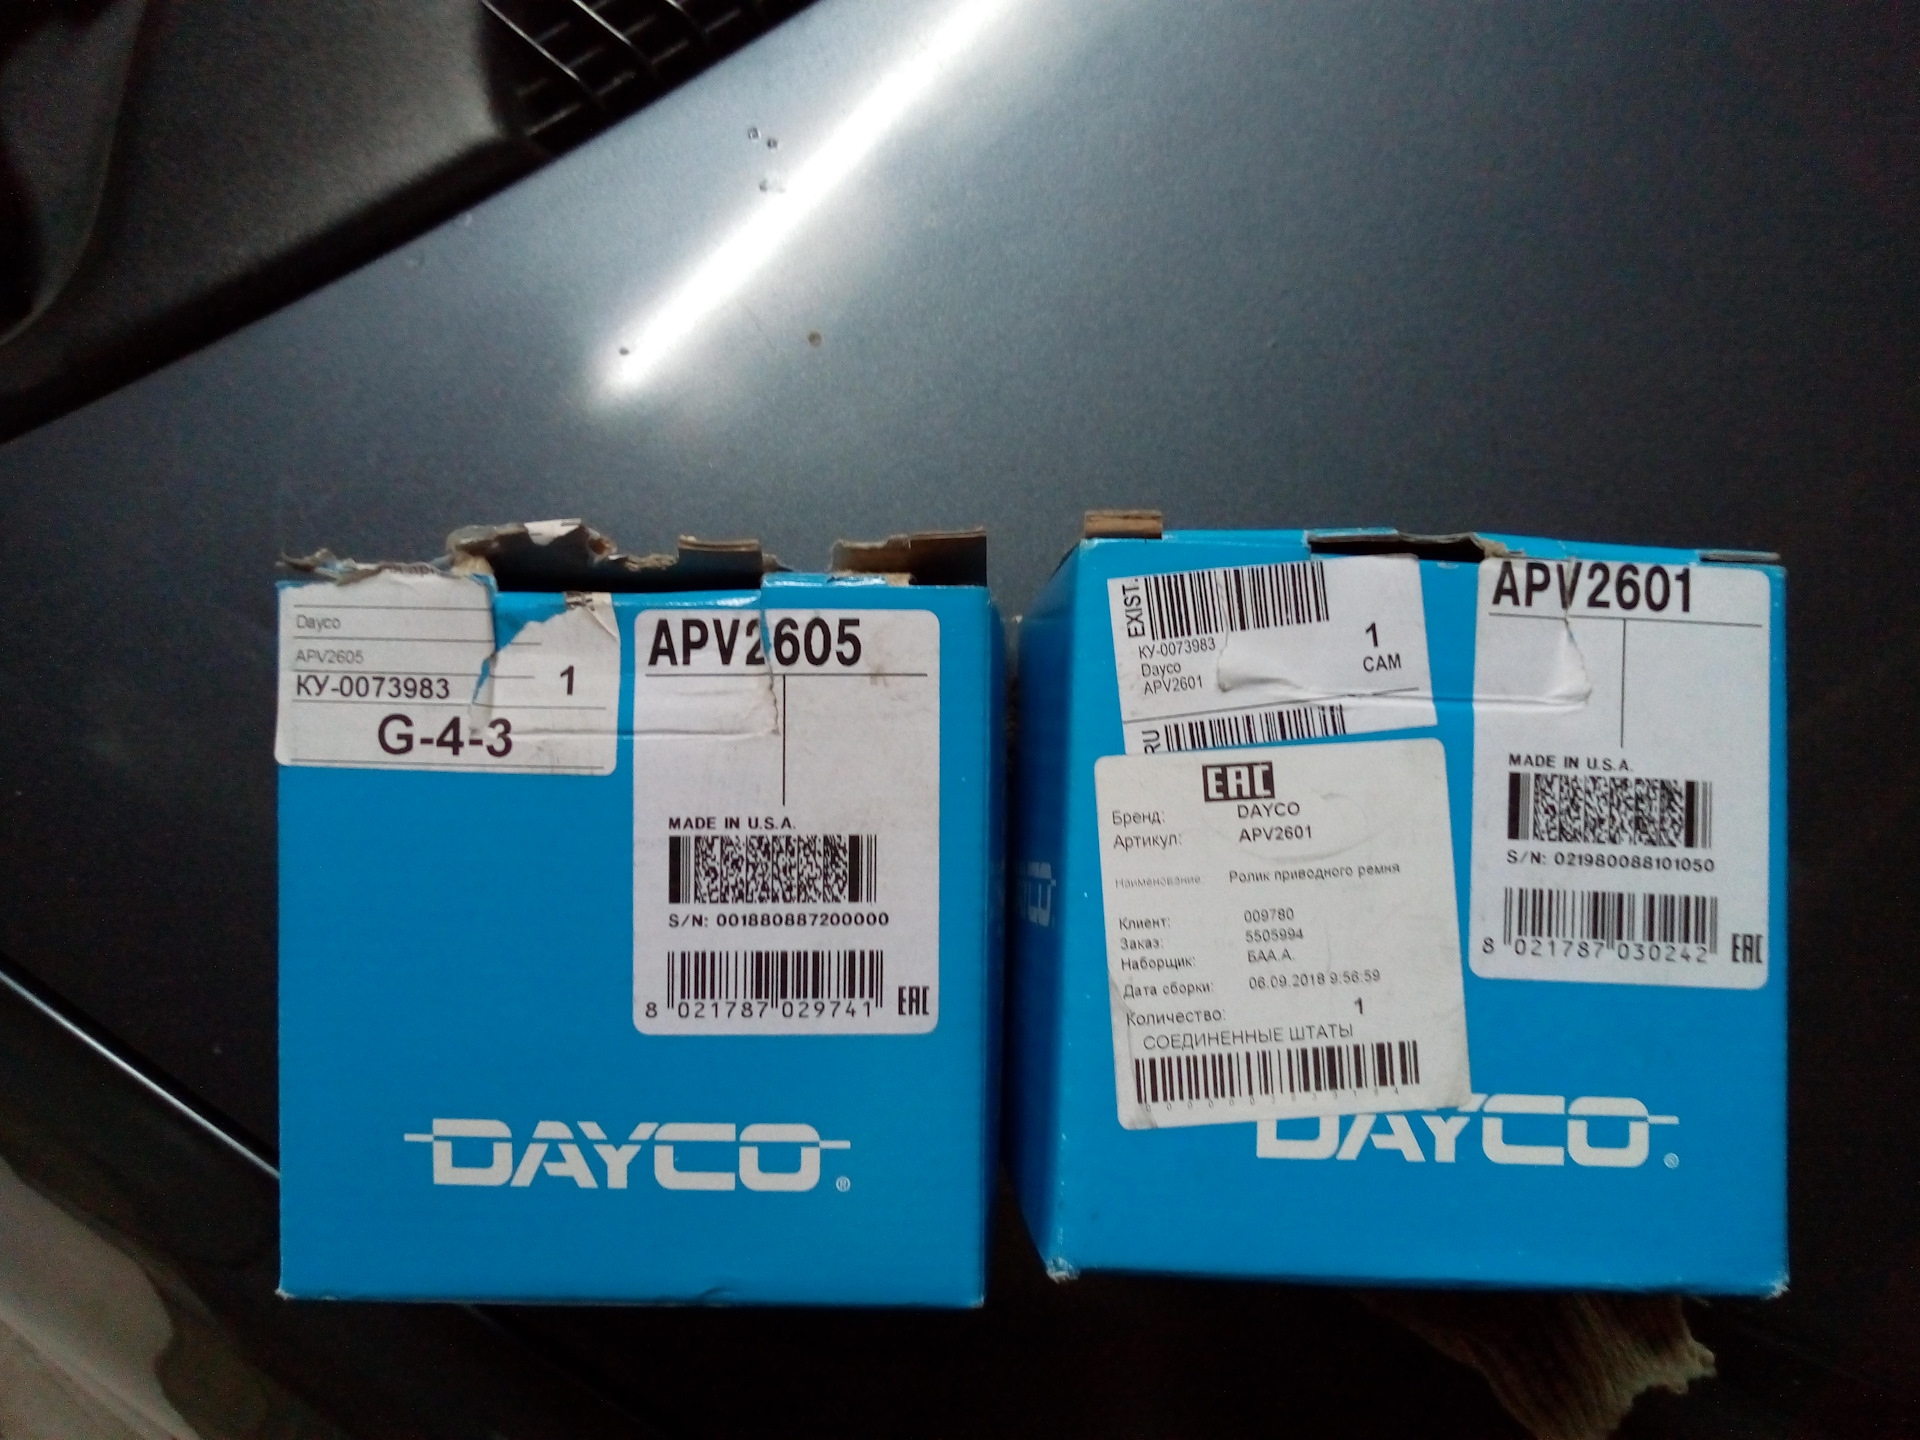 Dayco
APV2605
КУ-0073983
1
G-4-3
APV2605
MADE IN U.S.A.
S/N: 001880887200000
8 021787 029741
EAC
DAYCO®
EXIST.
КУ-0073983
Dayco
APV2601
1
САМ
RU
EAC
Бренд: DAYCO
Артикул: APV2601
Наименование: Ролик приводного ремня
Клиент: 009780
Заказ: 5505994
Наборщик: БАА.А.
Дата сборки: 06.09.2018 9:56:59
Количество: 1
СОЕДИНЕННЫЕ ШТАТЫ
APV2601
MADE IN U.S.A.
S/N: 021980088101050
8 021787 030242
EAC
DAYCO®